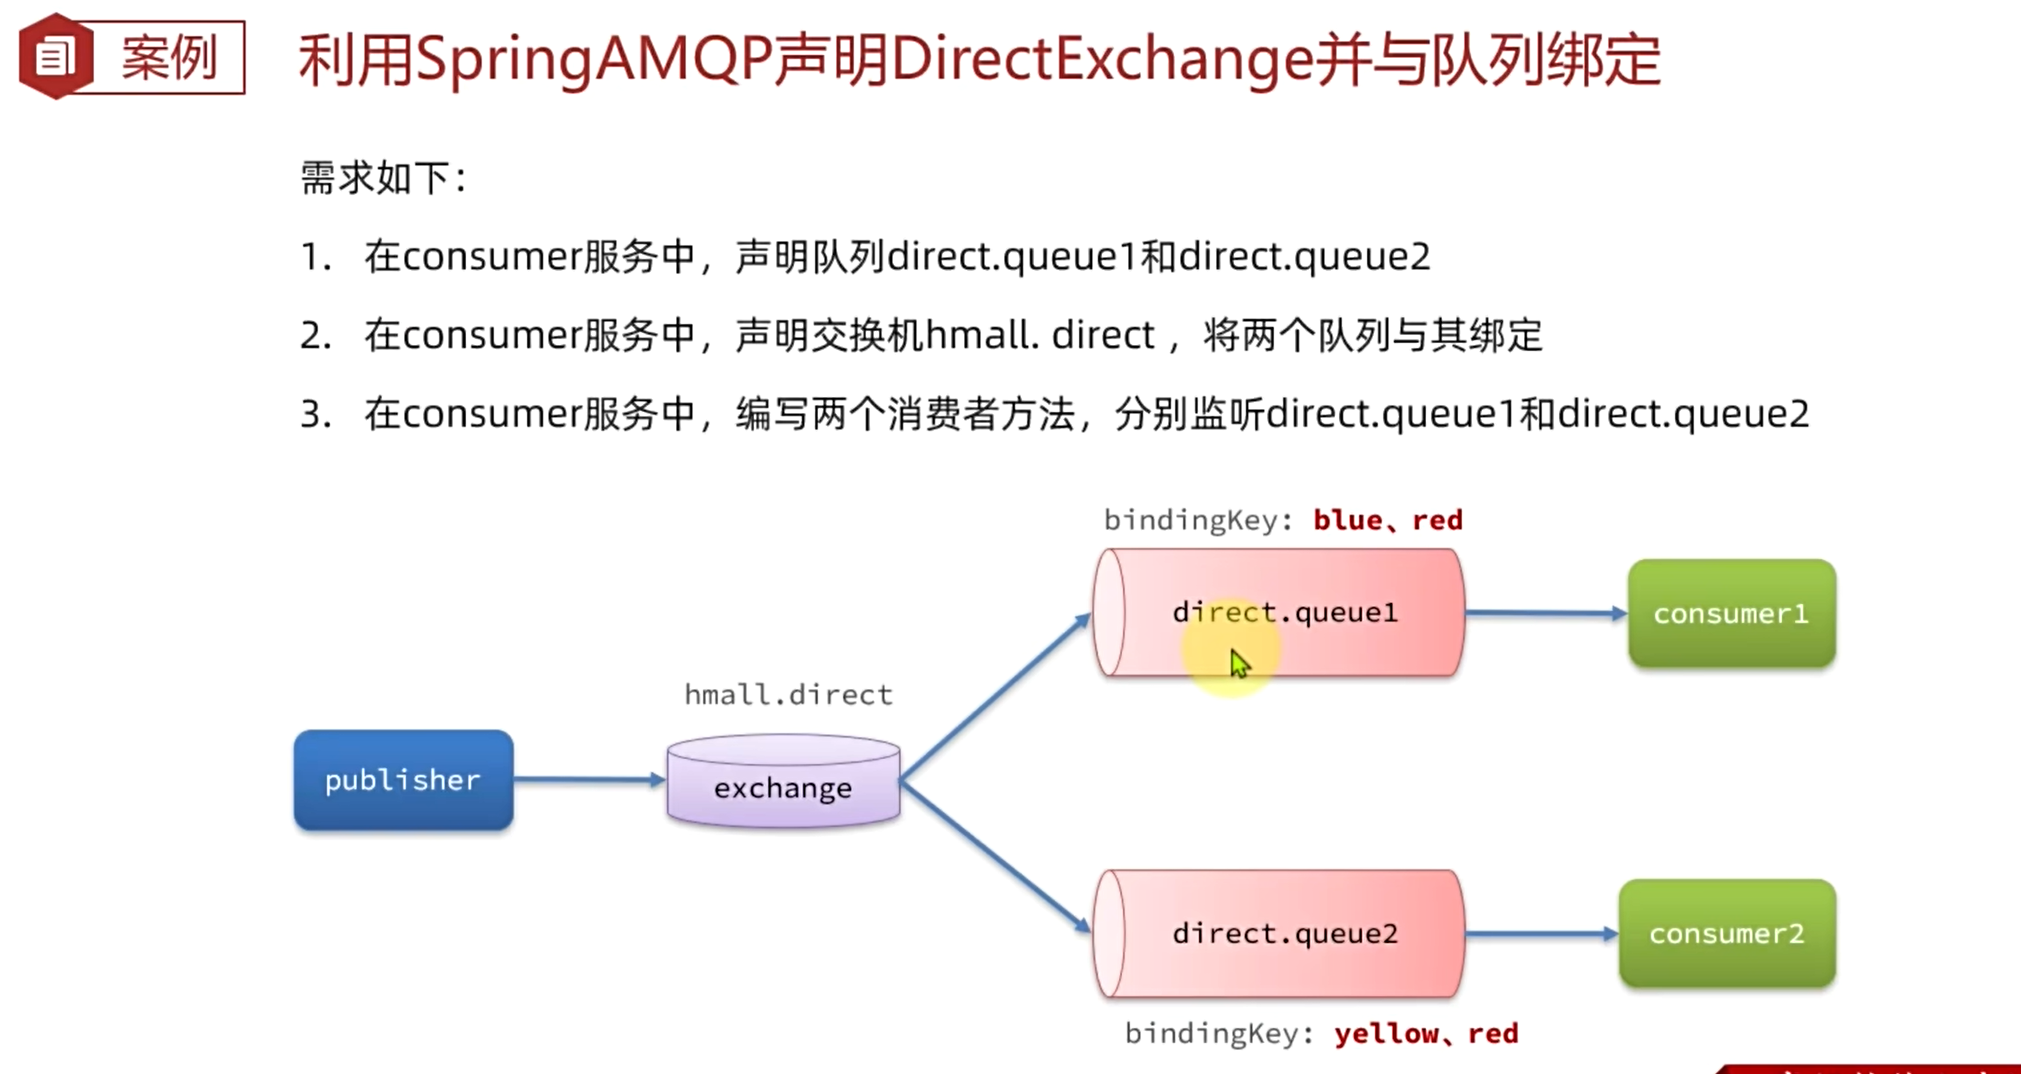 案例
利用SpringAMQP声明DirectExchange并与队列绑定
需求如下：
1. 在consumer服务中，声明队列direct.queue1和direct.queue2
2. 在consumer服务中，声明交换机hmall. direct ，将两个队列与其绑定
3. 在consumer服务中，编写两个消费者方法，分别监听direct.queue1和direct.queue2
bindingKey: blue、red
direct.queue1
consumer1
hmall.direct
publisher
exchange
direct.queue2
consumer2
bindingKey: yellow、red